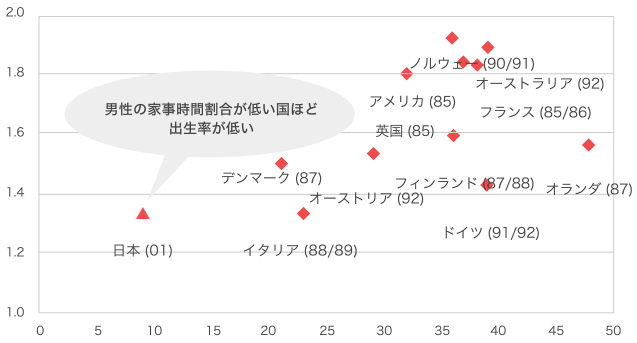 2.0
ノルウェー (90/91)
1.8
オーストラリア (92)
アメリカ (85)
男性の家事時間割合が低い国ほど
出生率が低い
フランス (85/86)
1.6
英国 (85)
デンマーク (87)
フィンランド (87/88)
オランダ (87)
1.4
オーストリア (92)
ドイツ (91/92)
1.2
日本 (01)
イタリア (88/89)
1.0
0 5 10 15 20 25 30 35 40 45 50